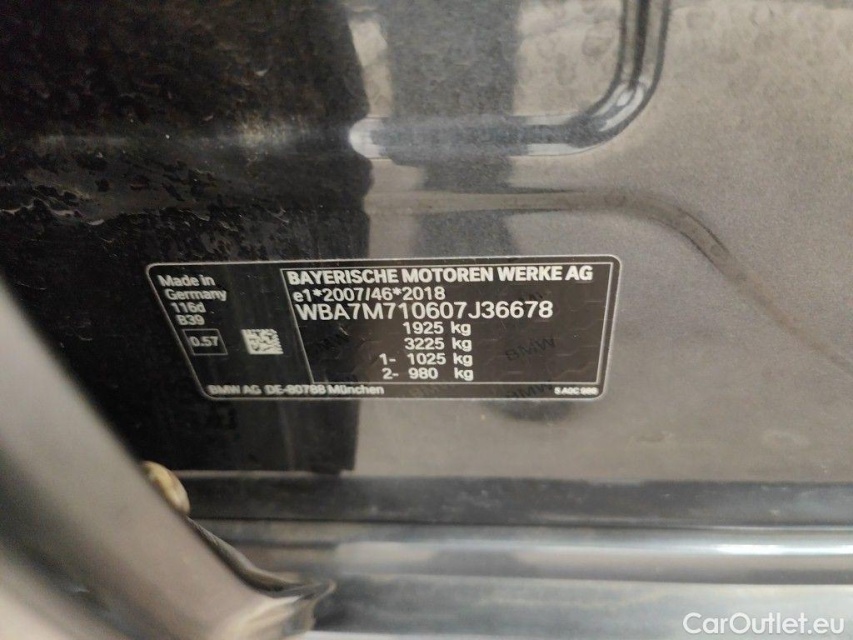 Made in
Germany
116d
B39
0.57
BAYERISCHE MOTOREN WERKE AG
e1*2007/46*2018
WBA7M710607J36678
1925 kg
3225 kg
1- 1025 kg
2- 980 kg
BMW AG DE-80788 München
CarOutlet.eu